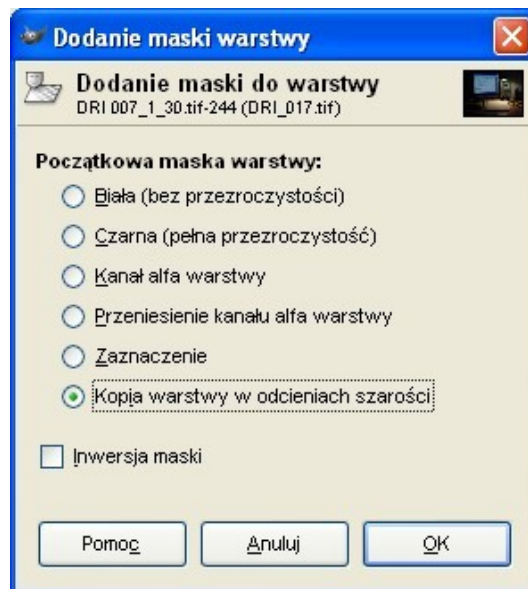 Dodanie maski warstwy
Dodanie maski do warstwy
DRI 007_1_30.tif-244 (DRI_017.tif)
Początkowa maska warstwy:
Biała (bez przezroczystości)
Czarna (pełna przezroczystość)
Kanał alfa warstwy
Przeniesienie kanału alfa warstwy
Zaznaczenie
Kopja warstwy w odcieniach szarości
Inwersja maski
Pomoc Anuluj OK